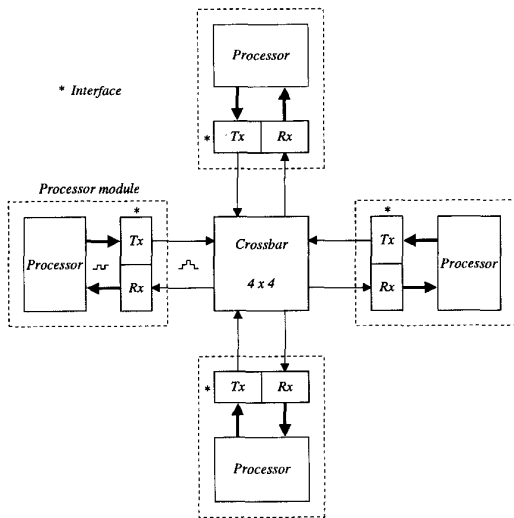 Processor
* Interface
* Tx Rx
Processor module
*
Processor
Tx
Rx
Crossbar
4 x 4
*
Tx
Rx
Processor
* Tx Rx
Processor